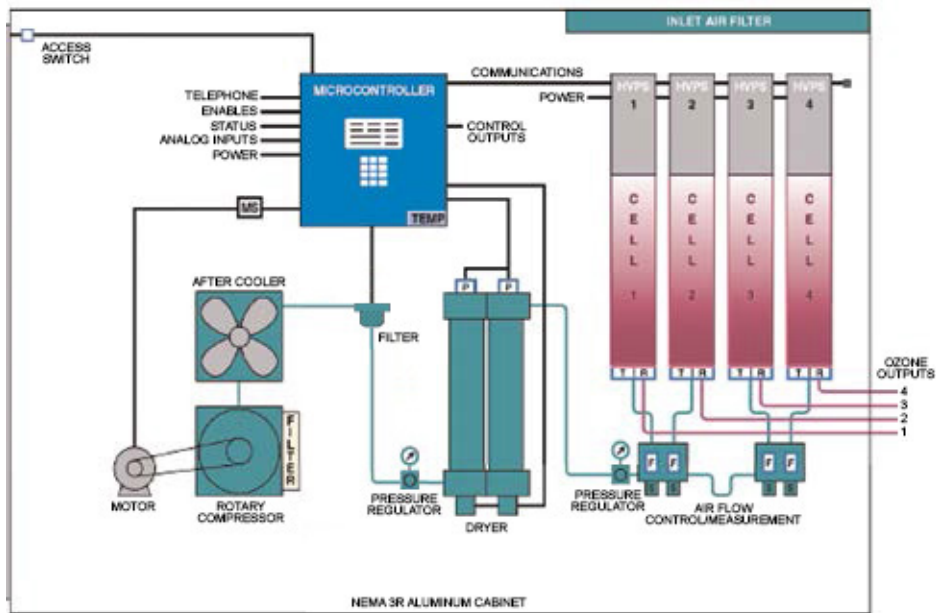 INLET AIR FILTER
ACCESS
SWITCH
COMMUNICATIONS
MICROCONTROLLER
HVPS HVPS HVPS HVPS
1 2 3 4
TELEPHONE
ENABLES
STATUS
ANALOG INPUTS
POWER
POWER
CONTROL
OUTPUTS
MS
TEMP
CELL CELL CELL CELL
1 2 3 4
AFTER COOLER
P P
FILTER
T R T R T R T R
OZONE
OUTPUTS
4
3
2
1
FILTER
F F F F
S S S S
MOTOR
ROTARY
COMPRESSOR
PRESSURE
REGULATOR
DRYER
PRESSURE
REGULATOR
AIR FLOW
CONTROL/MEASUREMENT
NEMA 3R ALUMINUM CABINET